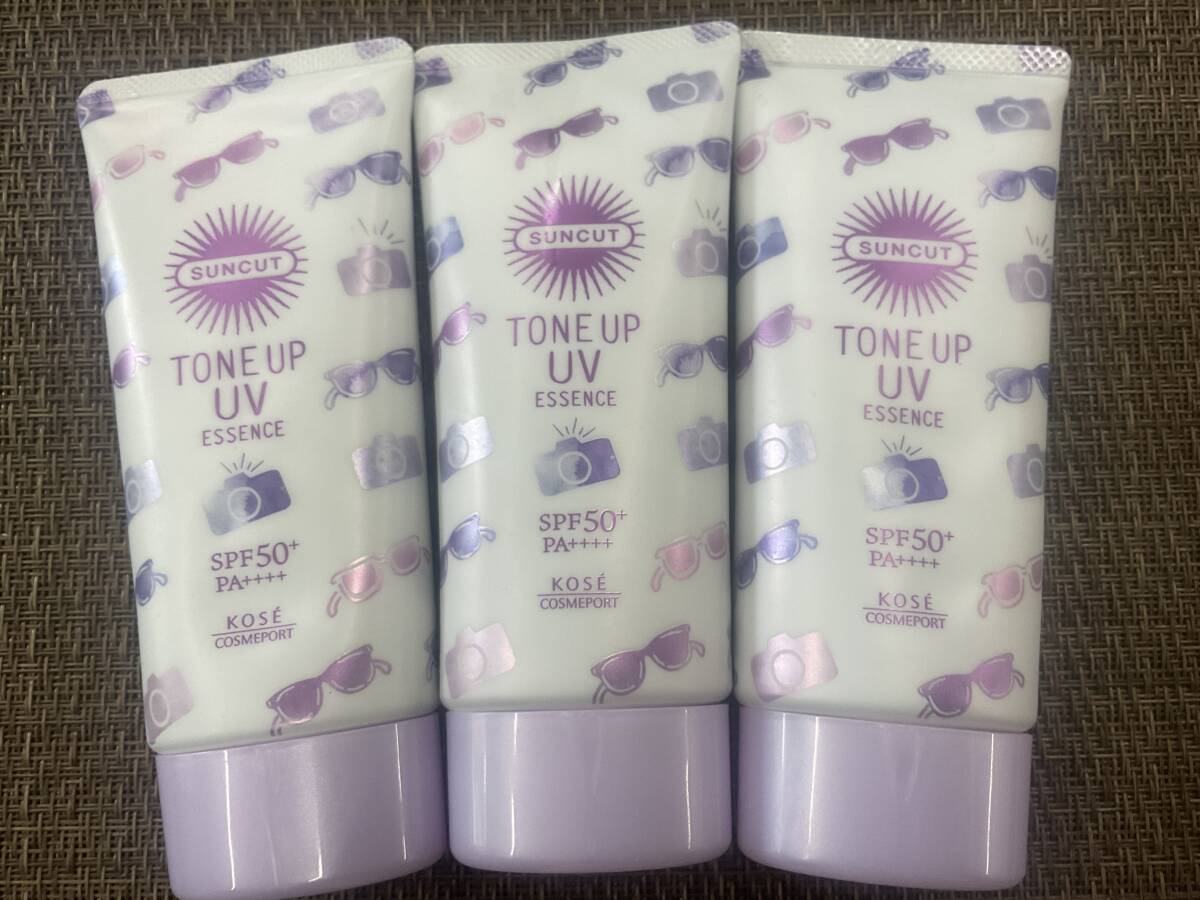 SUNCUT
TONE UP
UV
ESSENCE
SPF50+
PA++++
KOSÉ
COSMEPORT
SUNCUT
TONE UP
UV
ESSENCE
SPF50+
PA++++
KOSÉ
COSMEPORT
SUNCUT
TONE UP
UV
ESSENCE
SPF50+
PA++++
KOSÉ
COSMEPORT